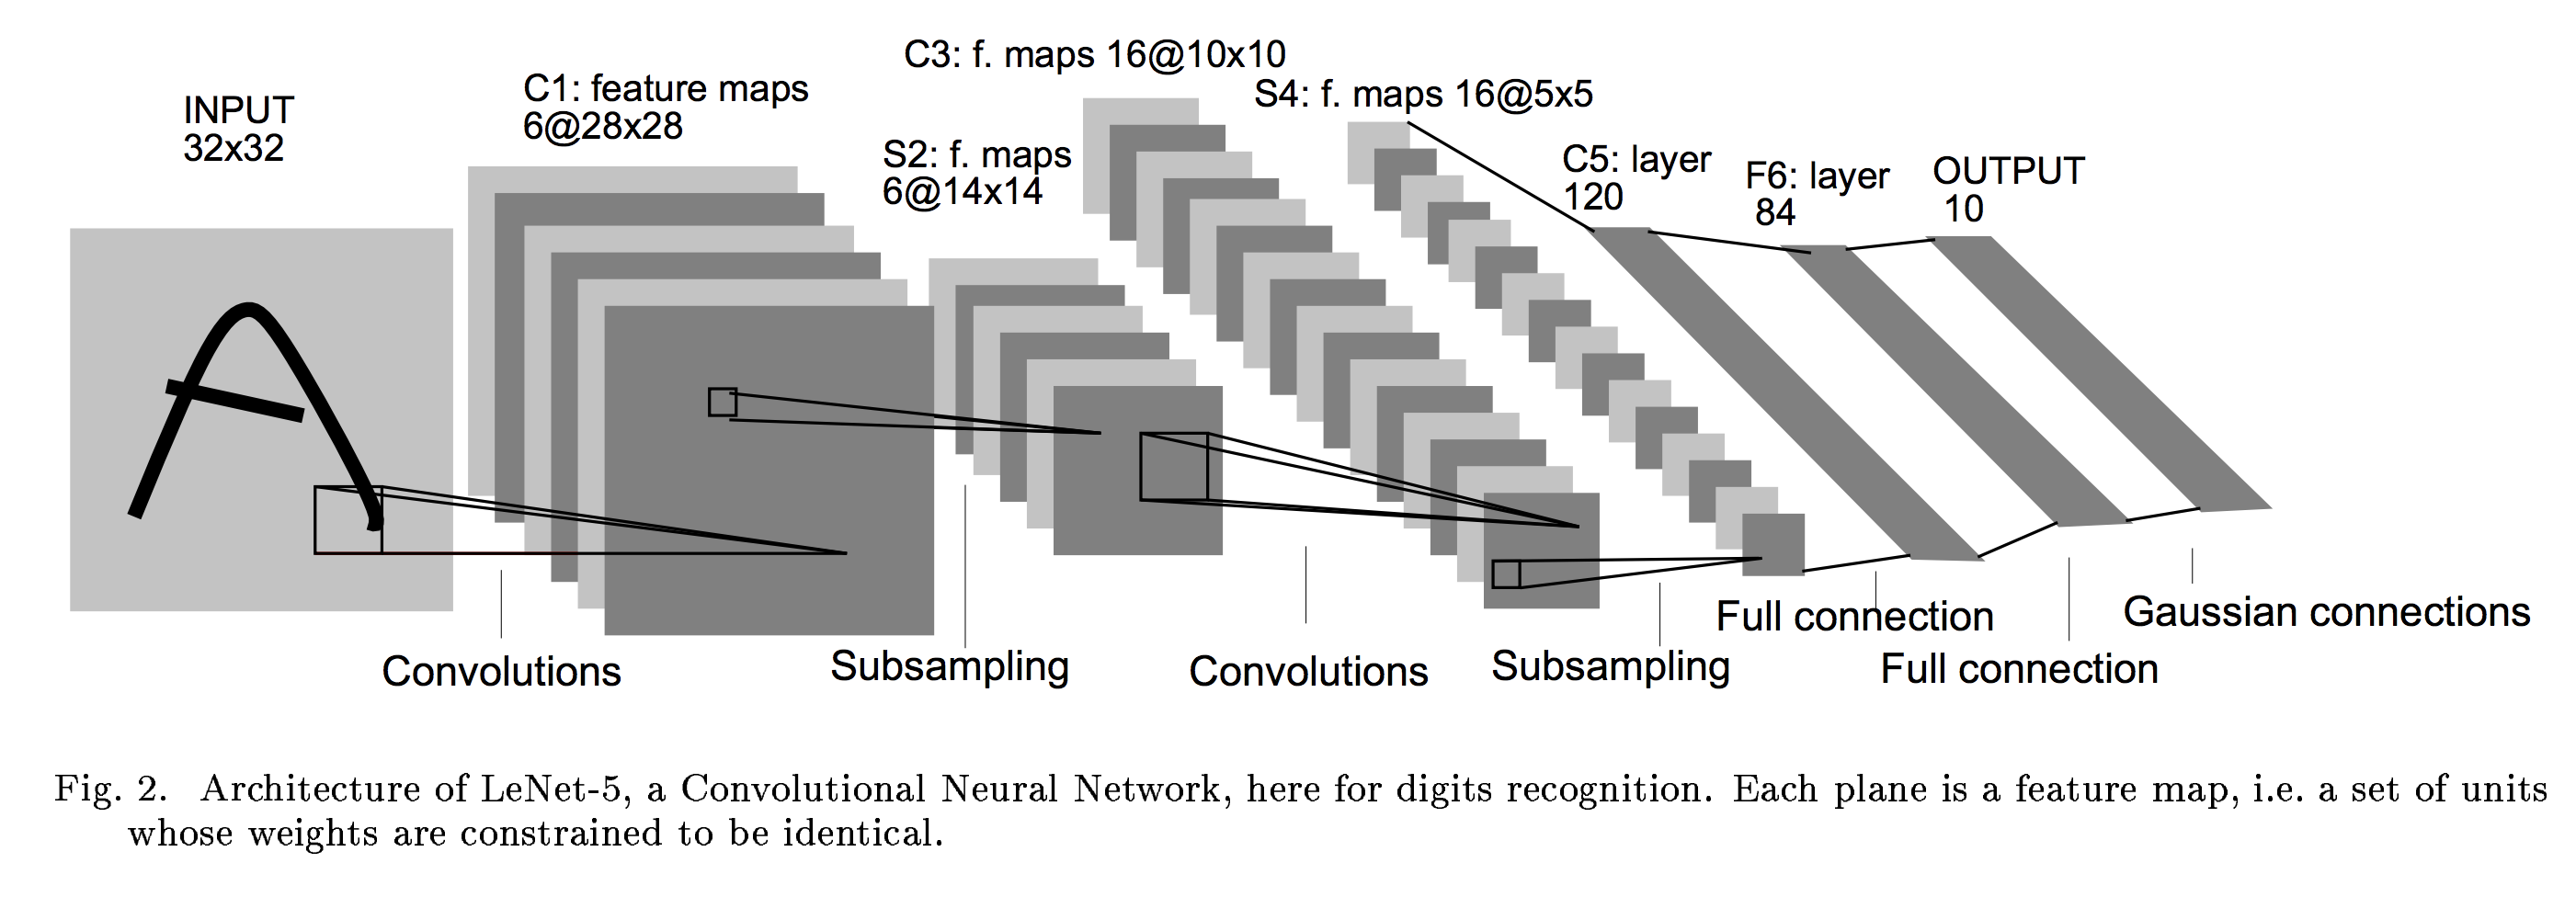 INPUT
32x32
C1: feature maps
6@28x28
S2: f. maps
6@14x14
C3: f. maps 16@10x10
S4: f. maps 16@5x5
C5: layer
120
F6: layer
84
OUTPUT
10
Convolutions
Subsampling
Convolutions
Subsampling
Full connection
Full connection
Gaussian connections
Fig. 2. Architecture of LeNet-5, a Convolutional Neural Network, here for digits recognition. Each plane is a feature map, i.e. a set of units
whose weights are constrained to be identical.